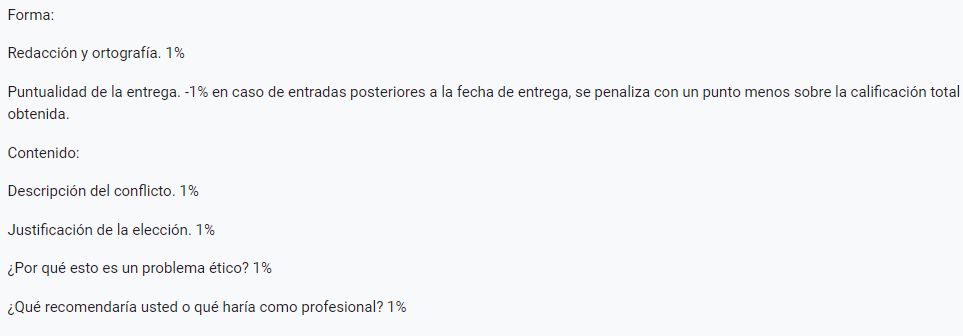 Forma:
Redacción y ortografía. 1%
Puntualidad de la entrega. -1% en caso de entradas posteriores a la fecha de entrega, se penaliza con un punto menos sobre la calificación total
obtenida.
Contenido:
Descripción del conflicto. 1%
Justificación de la elección. 1%
¿Por qué esto es un problema ético? 1%
¿Qué recomendaría usted o qué haría como profesional? 1%